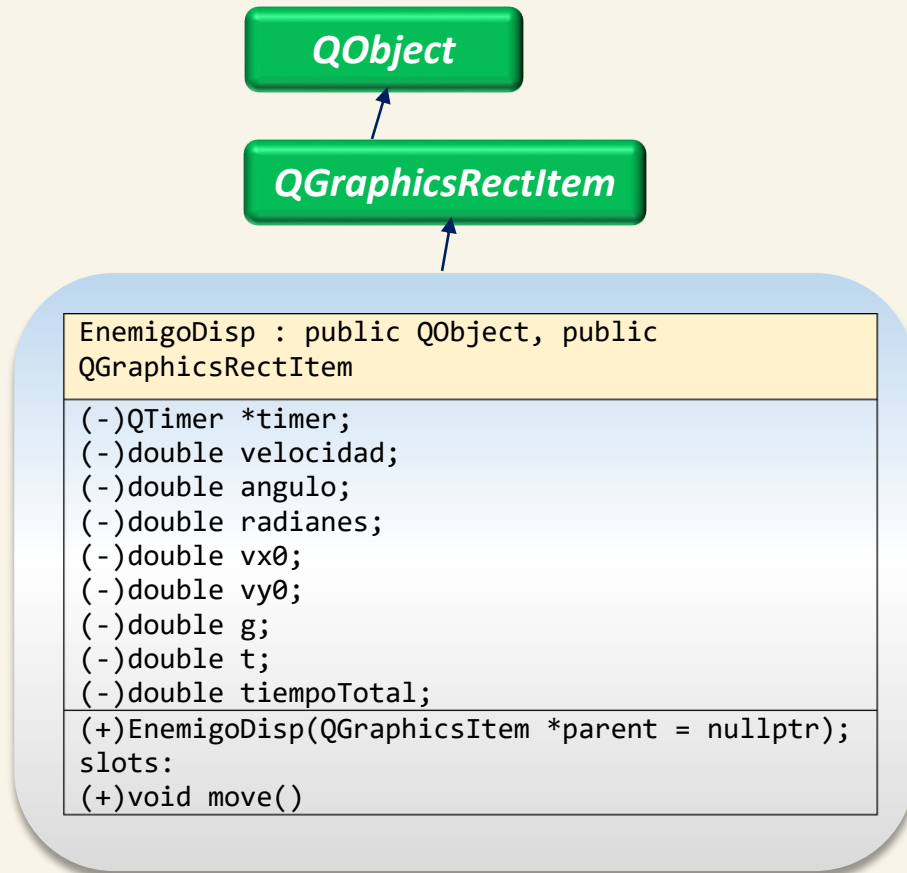 QObject
QGraphicsRectItem
EnemigoDisp : public QObject, public
QGraphicsRectItem
(-)QTimer *timer;
(-)double velocidad;
(-)double angulo;
(-)double radianes;
(-)double vx0;
(-)double vy0;
(-)double g;
(-)double t;
(-)double tiempoTotal;
(+)EnemigoDisp(QGraphicsItem *parent = nullptr);
slots:
(+)void move()